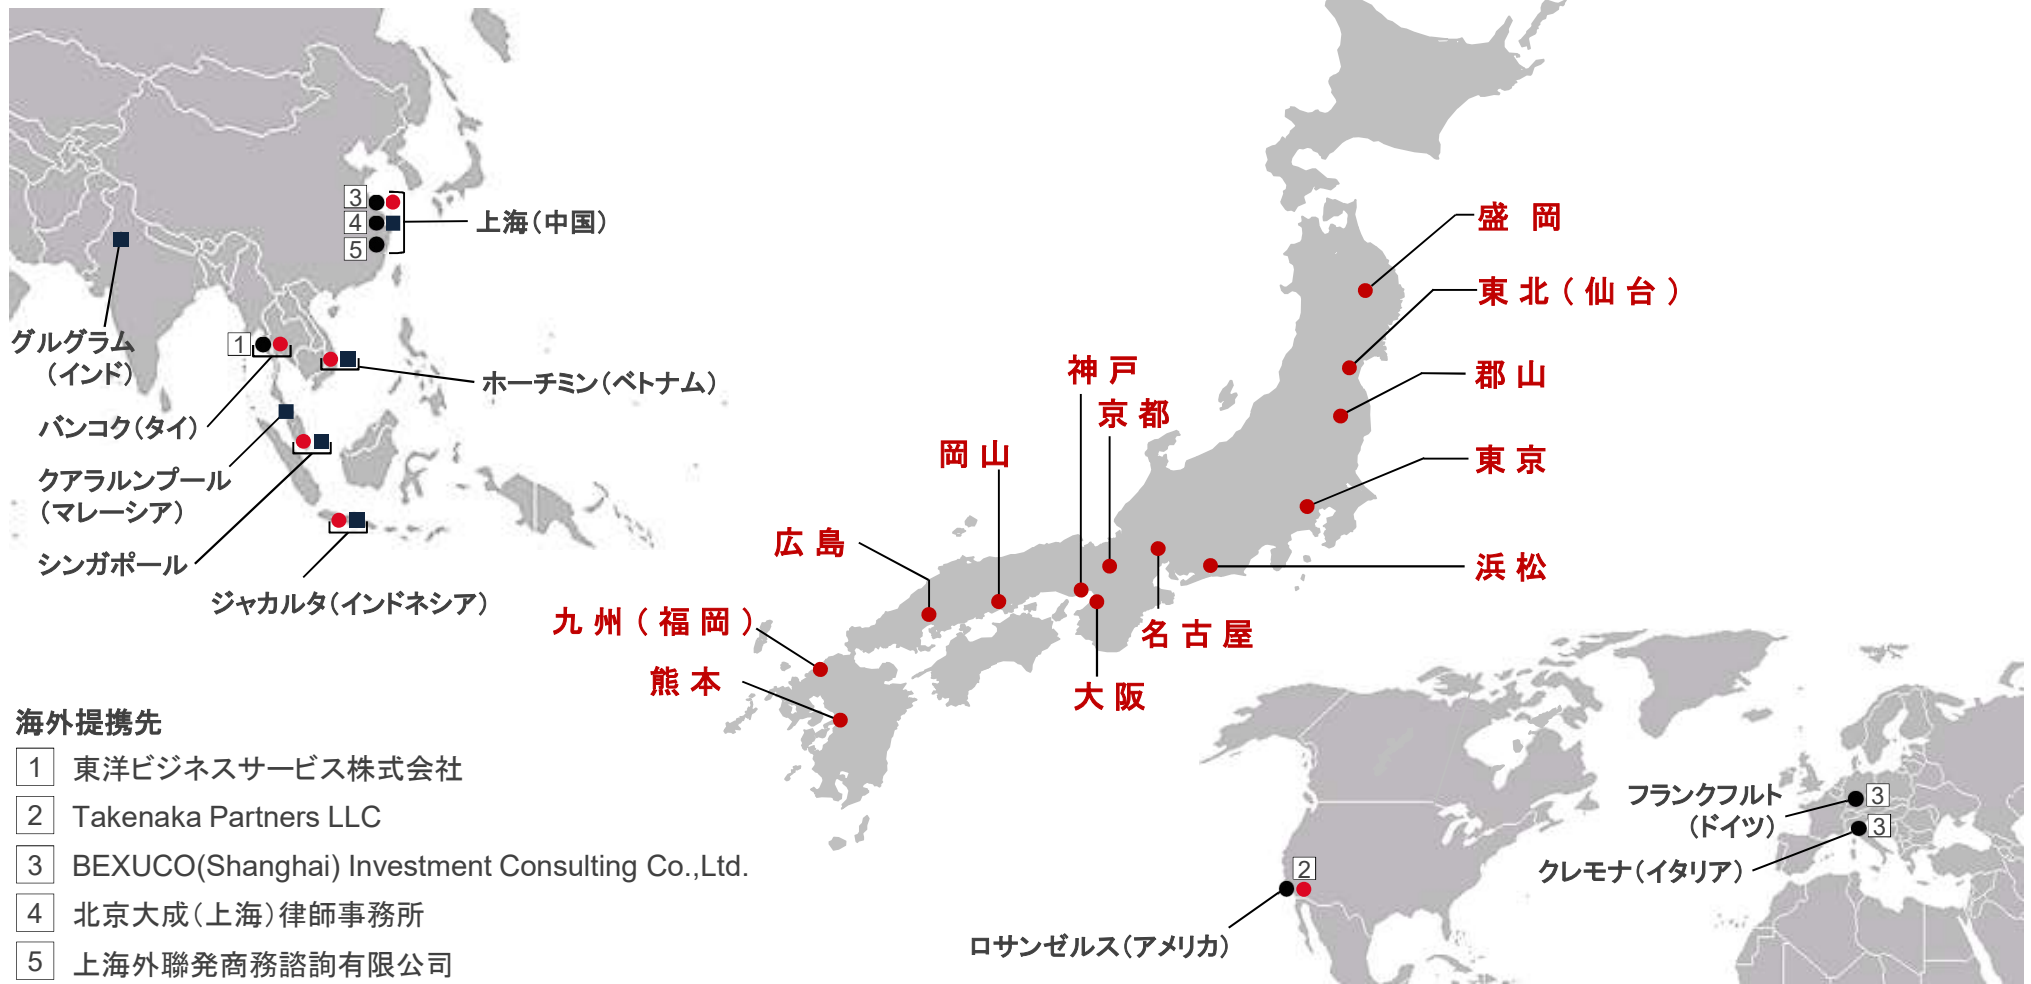 3
4
5
上海（中国）
グルグラム
（インド）
1
ホーチミン（ベトナム）
バンコク（タイ）
クアラルンプール
（マレーシア）
シンガポール
ジャカルタ（インドネシア）
盛 岡
東 北 （ 仙 台 ）
郡 山
東 京
浜 松
神 戸
京 都
岡 山
広 島
九 州 （ 福 岡 ）
熊 本
名 古 屋
大 阪
海外提携先
1 東洋ビジネスサービス株式会社
2 Takenaka Partners LLC
3 BEXUCO(Shanghai) Investment Consulting Co.,Ltd.
4 北京大成（上海）律師事務所
5 上海外聯発商務諮詢有限公司
フランクフルト
（ドイツ）
3
3
クレモナ（イタリア）
2
ロサンゼルス（アメリカ）